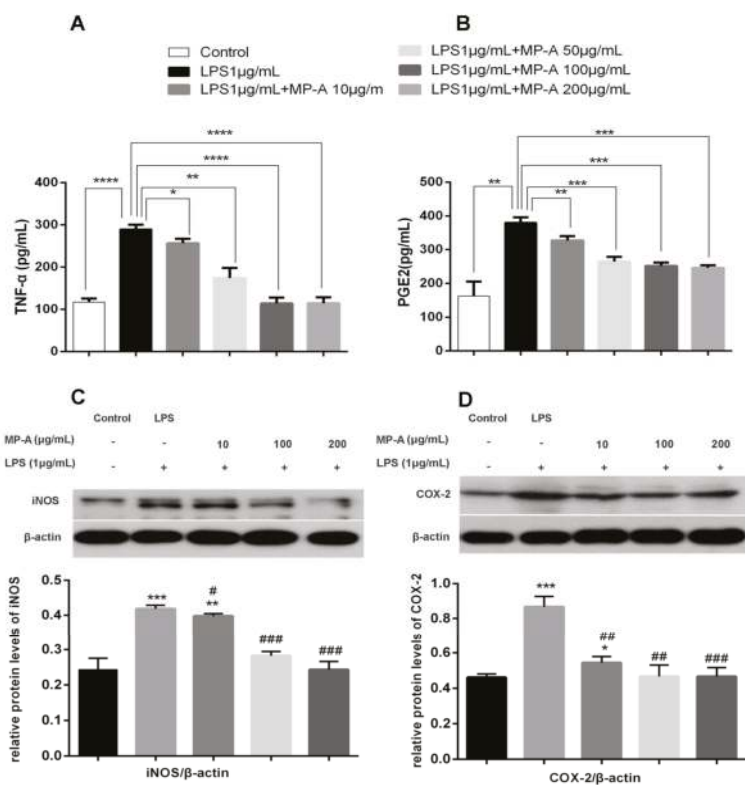 A
B
Control
LPS1μg/mL
LPS1μg/mL+MP-A 10μg/m
LPS1μg/mL+MP-A 50μg/mL
LPS1μg/mL+MP-A 100μg/mL
LPS1μg/mL+MP-A 200μg/mL
****
****
****
**
*
400
300
200
100
0
TNF-α (pg/mL)
***
***
**
***
**
500
400
300
200
100
0
PGE2(pg/mL)
C
Control LPS
MP-A (μg/mL) - - 10 100 200
LPS (1μg/mL) - + + + +
iNOS
β-actin
0.5
0.4
0.3
0.2
0.1
0.0
relative protein levels of iNOS
***
#
**
###
###
iNOS/β-actin
D
Control LPS
MP-A (μg/mL) - - 10 100 200
LPS (1μg/mL) - + + + +
COX-2
β-actin
1.0
0.8
0.6
0.4
0.2
0.0
relative protein levels of COX-2
***
##
*
##
###
COX-2/β-actin